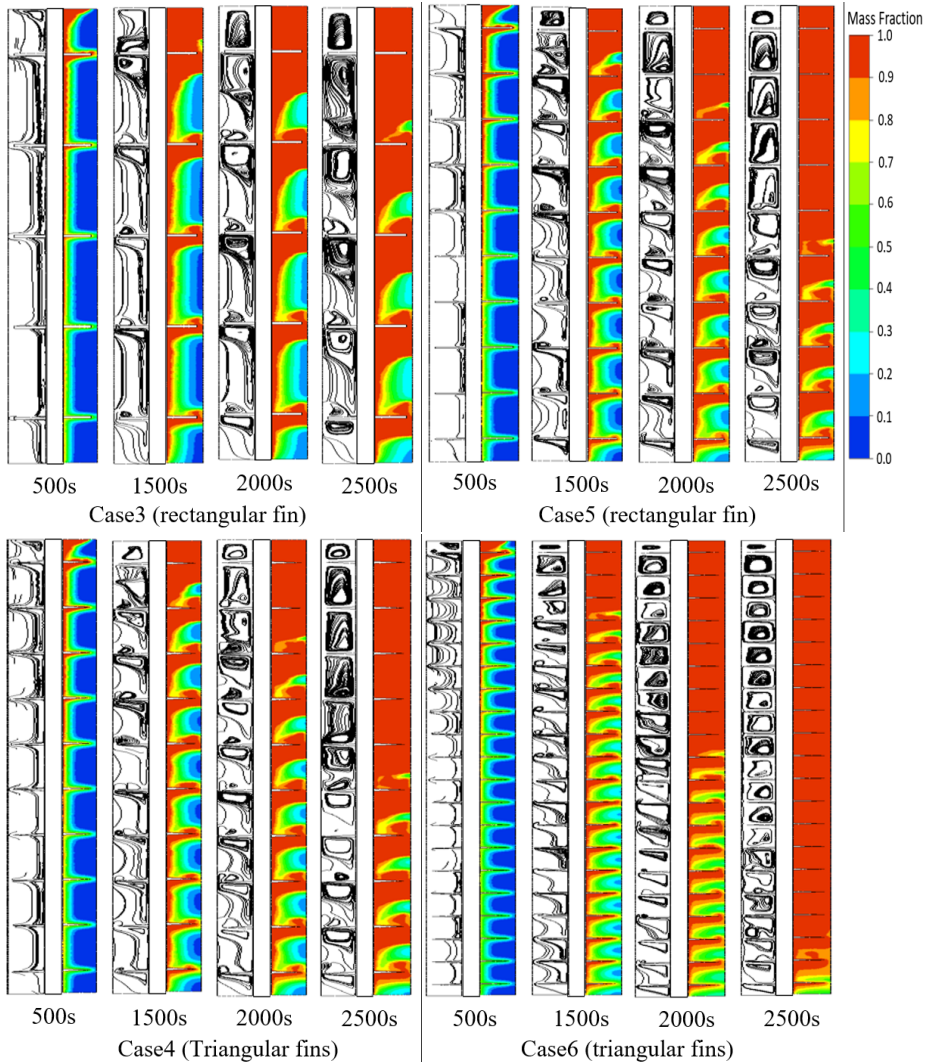 Mass Fraction
1.0
0.9
0.8
0.7
0.6
0.5
0.4
0.3
0.2
0.1
0.0
500s 1500s 2000s 2500s
Case3 (rectangular fin)
500s 1500s 2000s 2500s
Case5 (rectangular fin)
500s 1500s 2000s 2500s
Case4 (Triangular fins)
500s 1500s 2000s 2500s
Case6 (triangular fins)